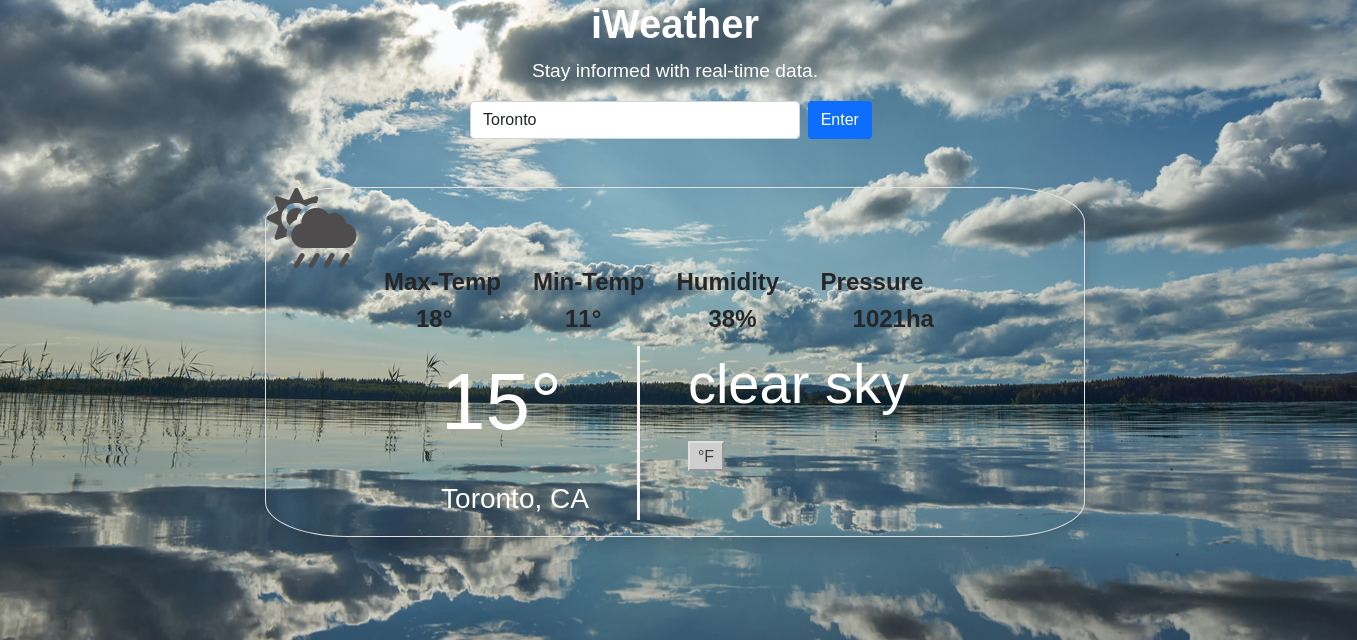 iWeather
Stay informed with real-time data.
Toronto Enter
Max-Temp Min-Temp Humidity Pressure
18° 11° 38% 1021ha
15° clear sky
°F
Toronto, CA